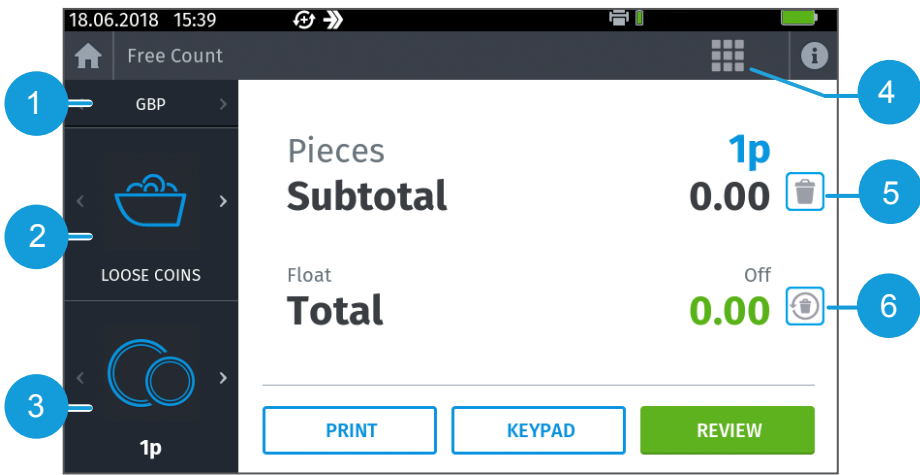 18.06.2018 15:39
Free Count
1
GBP
4
Pieces 1p
Subtotal 0.00
5
2
LOOSE COINS
Float Off
Total 0.00
6
3
1p
PRINT KEYPAD REVIEW